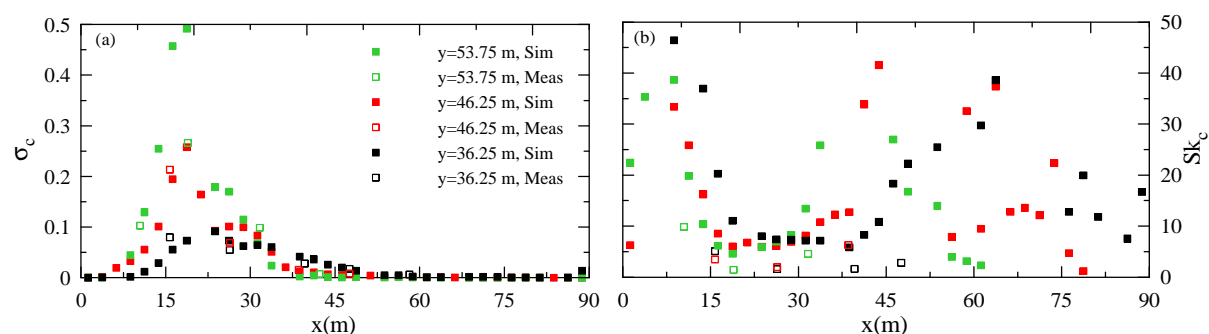 (a)
σ_c
0.5
0.4
0.3
0.2
0.1
0
0 15 30 45 60 75 90
x(m)
y=53.75 m, Sim
y=53.75 m, Meas
y=46.25 m, Sim
y=46.25 m, Meas
y=36.25 m, Sim
y=36.25 m, Meas
(b)
Sk_c
50
40
30
20
10
0
0 15 30 45 60 75 90
x(m)